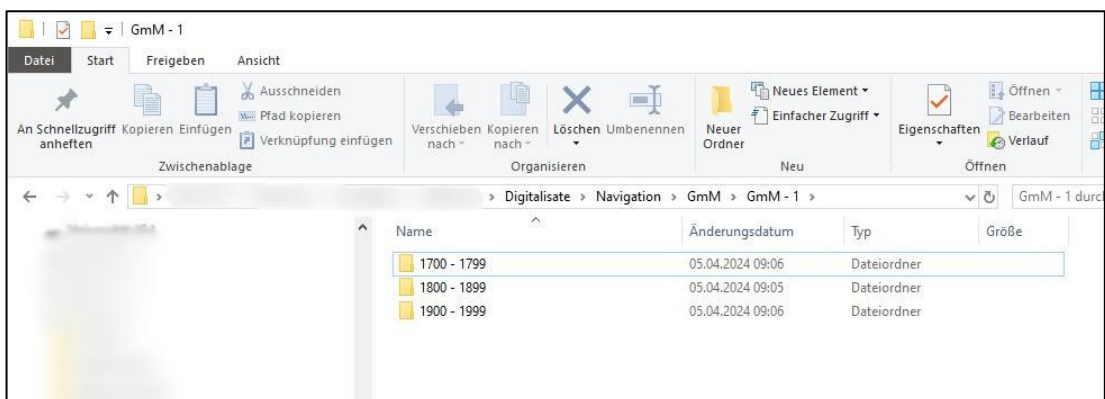 GmM - 1
Datei Start Freigeben Ansicht
An Schnellzugriff anheften
Kopieren
Einfügen
Ausschneiden
Pfad kopieren
Verknüpfung einfügen
Zwischenablage
Verschieben nach
Kopieren nach
Löschen
Umbenennen
Organisieren
Neuer Ordner
Neues Element
Einfacher Zugriff
Neu
Eigenschaften
Öffnen
Bearbeiten
Verlauf
Öffnen
Digitalisate > Navigation > GmM > GmM - 1 >
GmM - 1 durc
Name Änderungsdatum Typ Größe
1700 - 1799 05.04.2024 09:06 Dateiordner
1800 - 1899 05.04.2024 09:05 Dateiordner
1900 - 1999 05.04.2024 09:06 Dateiordner